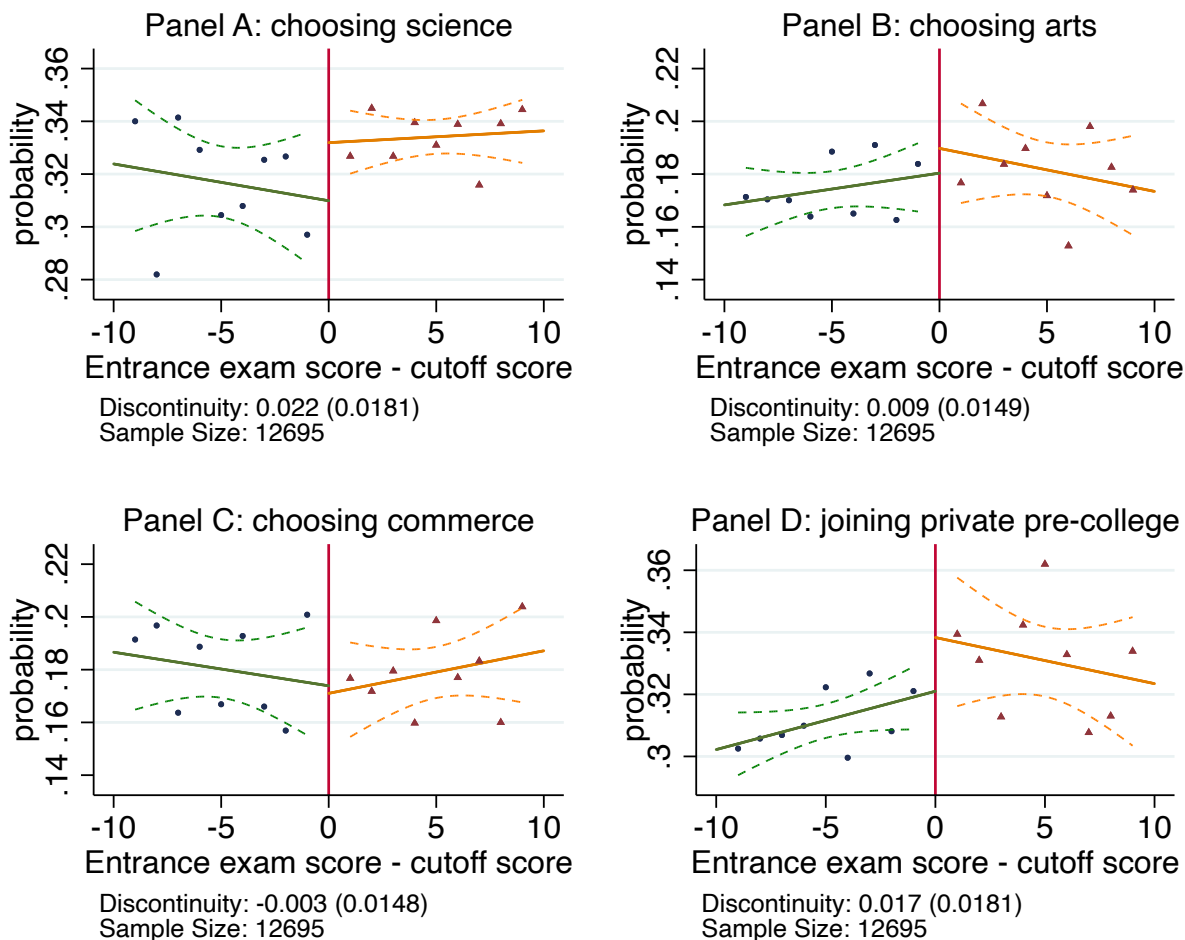 Panel A: choosing science
probability
.28 .3 .32 .34 .36
-10 -5 0 5 10
Entrance exam score - cutoff score
Discontinuity: 0.022 (0.0181)
Sample Size: 12695
Panel B: choosing arts
probability
.14 .16 .18 .2 .22
-10 -5 0 5 10
Entrance exam score - cutoff score
Discontinuity: 0.009 (0.0149)
Sample Size: 12695
Panel C: choosing commerce
probability
.14 .16 .18 .2 .22
-10 -5 0 5 10
Entrance exam score - cutoff score
Discontinuity: -0.003 (0.0148)
Sample Size: 12695
Panel D: joining private pre-college
probability
.3 .32 .34 .36
-10 -5 0 5 10
Entrance exam score - cutoff score
Discontinuity: 0.017 (0.0181)
Sample Size: 12695